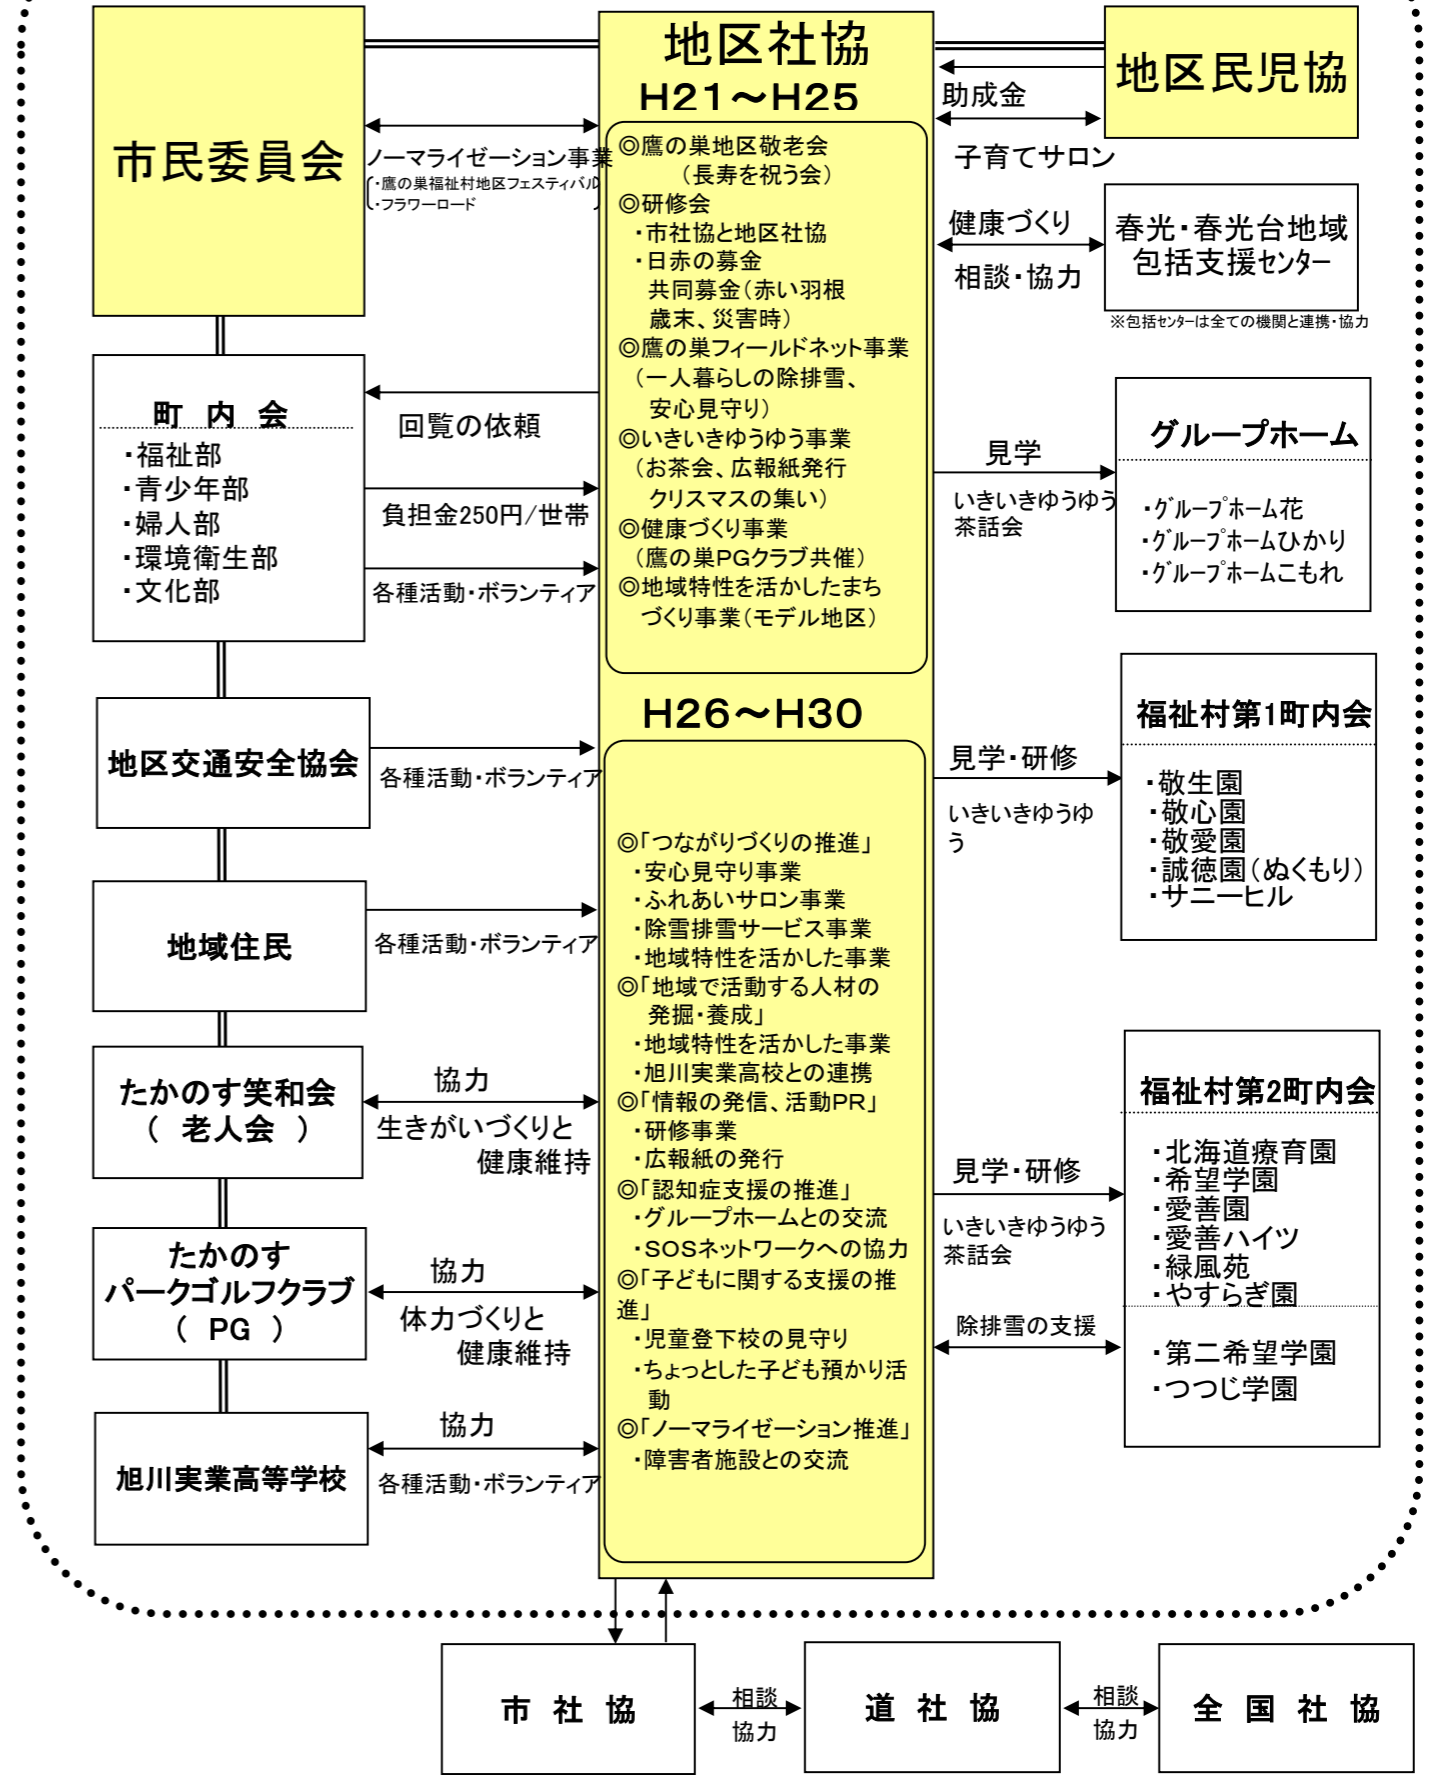 市民委員会
ノーマライゼーション事業
・鷹の巣福祉村地区フェスティバル
・フラワーロード
町 内 会
・福祉部
・青少年部
・婦人部
・環境衛生部
・文化部
回覧の依頼
負担金250円/世帯
各種活動・ボランティア
地区交通安全協会
各種活動・ボランティア
地域住民
各種活動・ボランティア
たかのす笑和会
( 老人会 )
協力
生きがいづくりと
健康維持
たかのす
パークゴルフクラブ
( PG )
協力
体力づくりと
健康維持
旭川実業高等学校
協力
各種活動・ボランティア
地区社協
H21～H25
◎鷹の巣地区敬老会
(長寿を祝う会)
◎研修会
・市社協と地区社協
・日赤の募金
共同募金(赤い羽根
歳末、災害時)
◎鷹の巣フィールドネット事業
(一人暮らしの除排雪、
安心見守り)
◎いきいきゆうゆう事業
(お茶会、広報紙発行
クリスマスの集い)
◎健康づくり事業
(鷹の巣PGクラブ共催)
◎地域特性を活かしたまち
づくり事業(モデル地区)
H26～H30
◎「つながりづくりの推進」
・安心見守り事業
・ふれあいサロン事業
・除雪排雪サービス事業
・地域特性を活かした事業
◎「地域で活動する人材の
発掘・養成」
・地域特性を活かした事業
・旭川実業高校との連携
◎「情報の発信、活動PR」
・研修事業
・広報紙の発行
◎「認知症支援の推進」
・グループホームとの交流
・SOSネットワークへの協力
◎「子どもに関する支援の推
進」
・児童登下校の見守り
・ちょっとした子ども預かり活
動
◎「ノーマライゼーション推進」
・障害者施設との交流
地区民児協
助成金
子育てサロン
健康づくり
相談・協力
春光・春光台地域
包括支援センター
※包括センターは全ての機関と連携・協力
見学
いきいきゆうゆう
茶話会
グループホーム
・グループホーム花
・グループホームひかり
・グループホームこもれ
見学・研修
いきいきゆうゆ
う
福祉村第1町内会
・敬生園
・敬心園
・敬愛園
・誠徳園(ぬくもり)
・サニーヒル
見学・研修
いきいきゆうゆう
茶話会
除排雪の支援
福祉村第2町内会
・北海道療育園
・希望学園
・愛善園
・愛善ハイツ
・緑風苑
・やすらぎ園
・第二希望学園
・つつじ学園
市 社 協
相談
協力
道 社 協
相談
協力
全 国 社 協